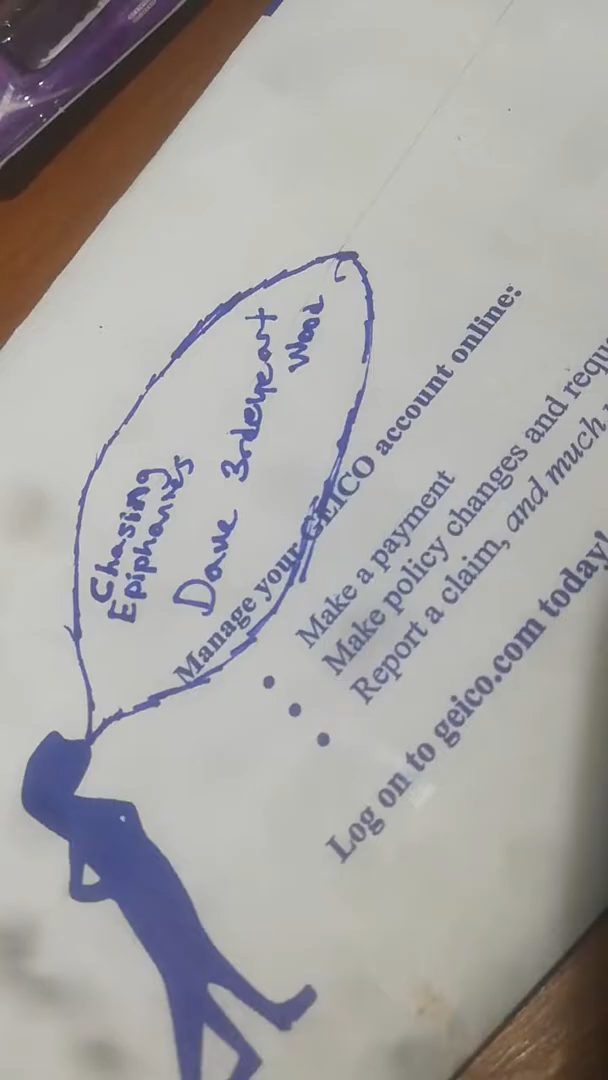 Chasing
Epiphanies
Dave 3rdeyeart
Wood
Manage your GEICO account online:
• Make a payment
• Make policy changes and requ
• Report a claim, and much
Log on to geico.com today!